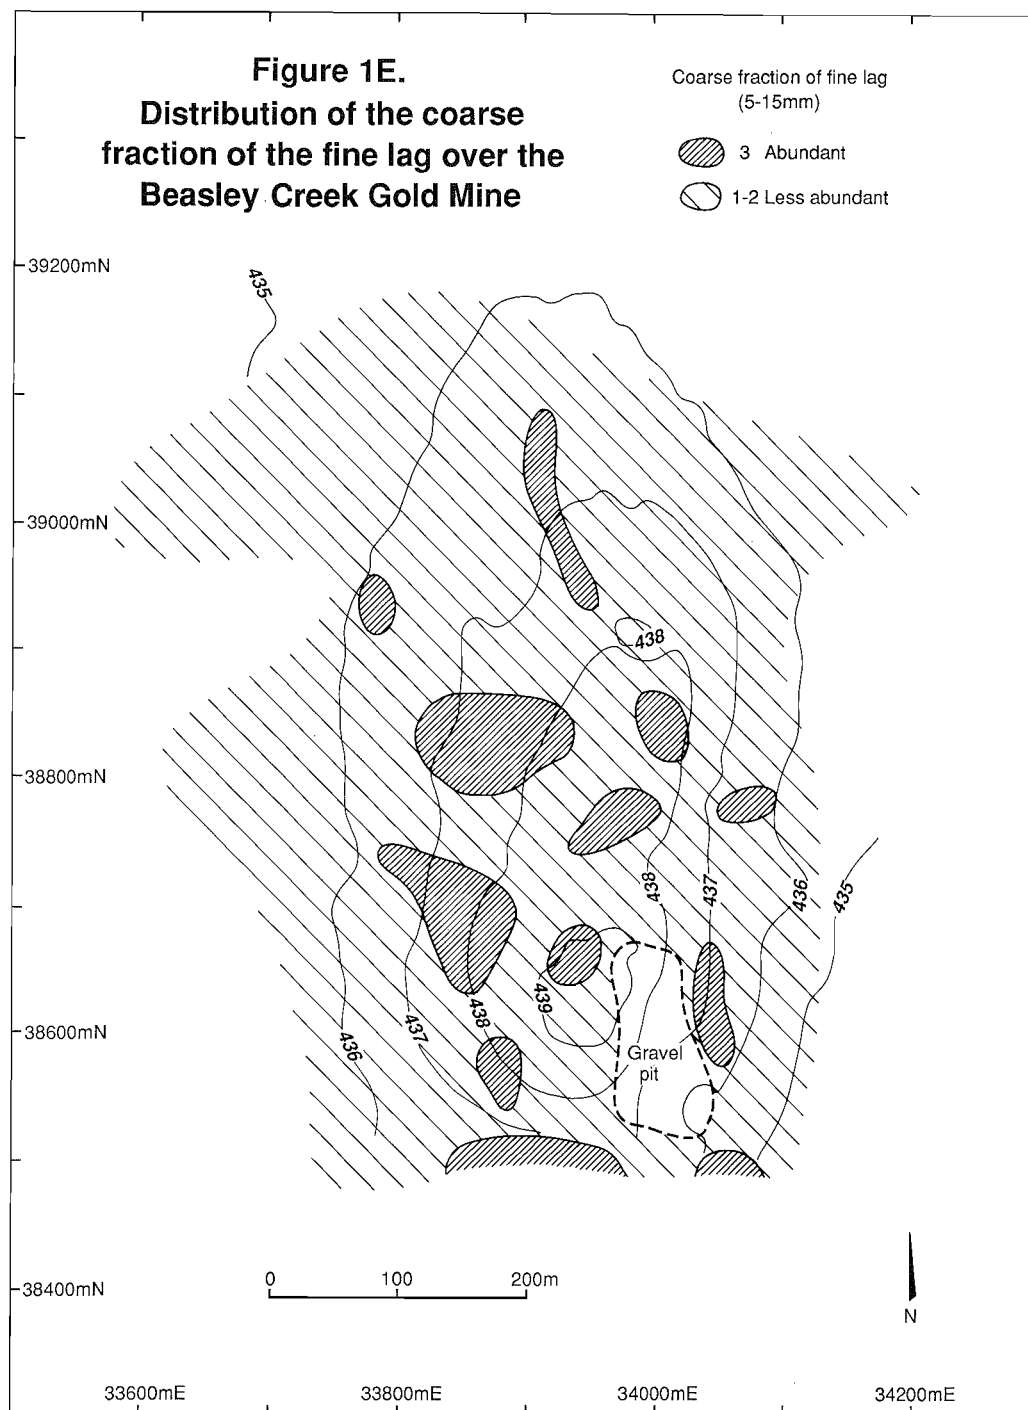 Figure 1E.
Distribution of the coarse
fraction of the fine lag over the
Beasley Creek Gold Mine
Coarse fraction of fine lag
(5-15mm)
3 Abundant
1-2 Less abundant
39200mN
435
39000mN
438
38800mN
438
437
436
435
439
438
437
436
38600mN
Gravel
pit
38400mN
0 100 200m
N
33600mE 33800mE 34000mE 34200mE